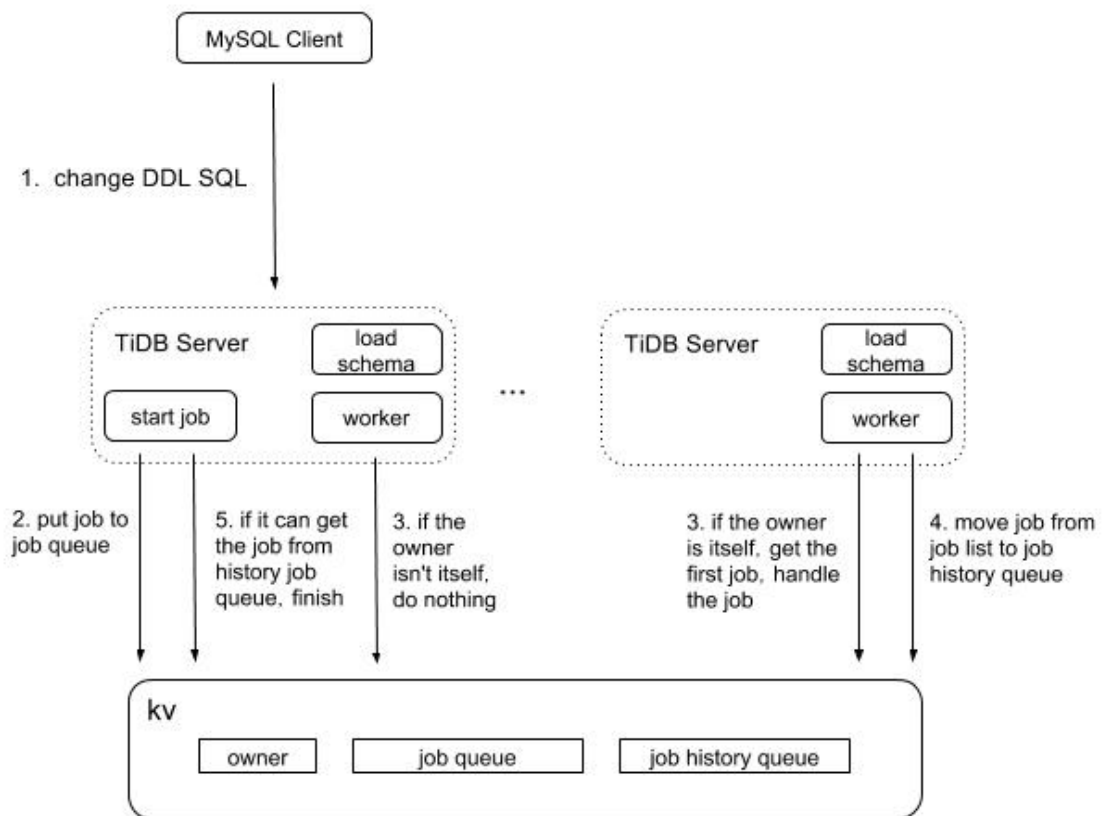 MySQL Client
1. change DDL SQL
TiDB Server
load
schema
start job
worker
...
TiDB Server
load
schema
worker
2. put job to
job queue
5. if it can get
the job from
history job
queue, finish
3. if the
owner
isn't itself,
do nothing
3. if the owner
is itself, get the
first job, handle
the job
4. move job from
job list to job
history queue
kv
owner
job queue
job history queue